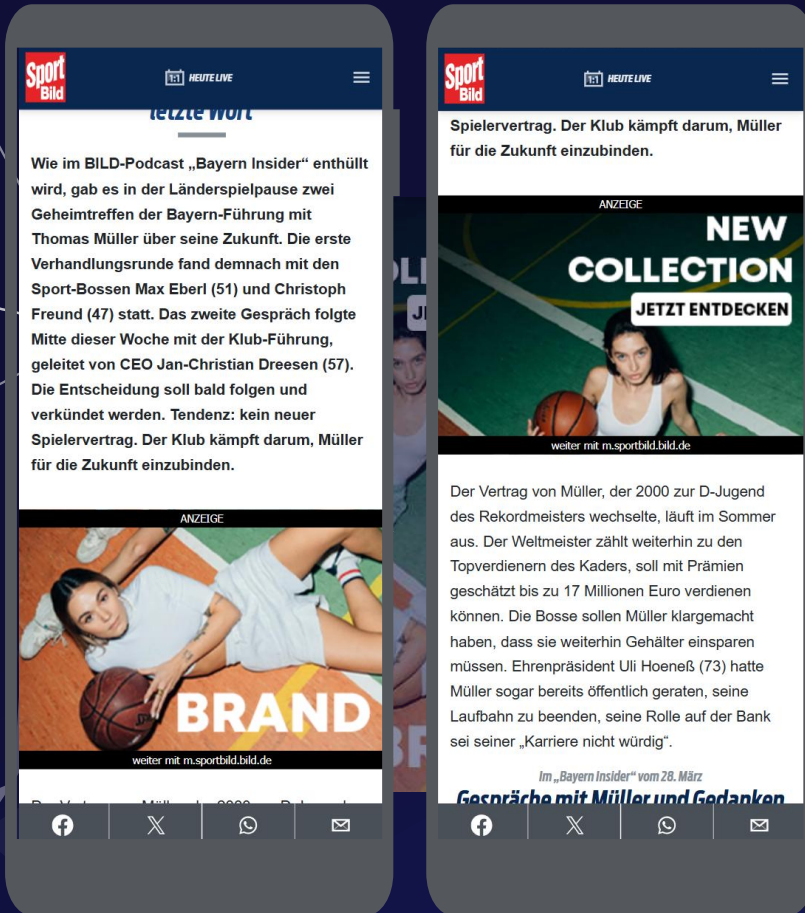 Sport
Bild
1:1 HEUTE LIVE
letzte Wort
Wie im BILD-Podcast „Bayern Insider“ enthüllt
wird, gab es in der Länderspielpause zwei
Geheimtreffen der Bayern-Führung mit
Thomas Müller über seine Zukunft. Die erste
Verhandlungsrunde fand demnach mit den
Sport-Bossen Max Eberl (51) und Christoph
Freund (47) statt. Das zweite Gespräch folgte
Mitte dieser Woche mit der Klub-Führung,
geleitet von CEO Jan-Christian Dreesen (57).
Die Entscheidung soll bald folgen und
verkündet werden. Tendenz: kein neuer
Spielervertrag. Der Klub kämpft darum, Müller
für die Zukunft einzubinden.
ANZEIGE
BRAND
weiter mit m.sportbild.bild.de
Sport
Bild
1:1 HEUTE LIVE
Spielervertrag. Der Klub kämpft darum, Müller
für die Zukunft einzubinden.
ANZEIGE
NEW
COLLECTION
JETZT ENTDECKEN
weiter mit m.sportbild.bild.de
Der Vertrag von Müller, der 2000 zur D-Jugend
des Rekordmeisters wechselte, läuft im Sommer
aus. Der Weltmeister zählt weiterhin zu den
Topverdienern des Kaders, soll mit Prämien
geschätzt bis zu 17 Millionen Euro verdienen
können. Die Bosse sollen Müller klargemacht
haben, dass sie weiterhin Gehälter einsparen
müssen. Ehrenpräsident Uli Hoeneß (73) hatte
Müller sogar bereits öffentlich geraten, seine
Laufbahn zu beenden, seine Rolle auf der Bank
sei seiner „Karriere nicht würdig“.
Im „Bayern Insider“ vom 28. März
Gespräche mit Müller und Gedanken